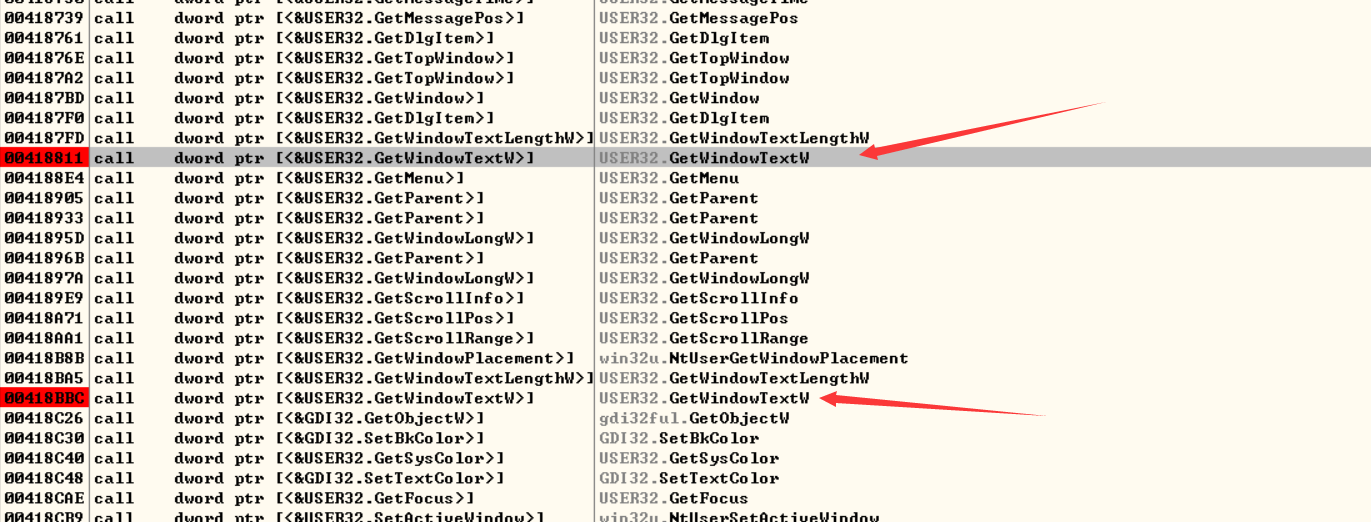 call dword ptr [<&USER32.GetMessageTime>] USER32.GetMessageTime
00418739 call dword ptr [<&USER32.GetMessagePos>] USER32.GetMessagePos
00418761 call dword ptr [<&USER32.GetDlgItem>] USER32.GetDlgItem
0041876E call dword ptr [<&USER32.GetTopWindow>] USER32.GetTopWindow
004187A2 call dword ptr [<&USER32.GetTopWindow>] USER32.GetTopWindow
004187BD call dword ptr [<&USER32.GetWindow>] USER32.GetWindow
004187F0 call dword ptr [<&USER32.GetDlgItem>] USER32.GetDlgItem
004187FD call dword ptr [<&USER32.GetWindowTextLengthW>] USER32.GetWindowTextLengthW
00418811 call dword ptr [<&USER32.GetWindowTextW>] USER32.GetWindowTextW
004188E4 call dword ptr [<&USER32.GetMenu>] USER32.GetMenu
00418905 call dword ptr [<&USER32.GetParent>] USER32.GetParent
00418933 call dword ptr [<&USER32.GetParent>] USER32.GetParent
0041895D call dword ptr [<&USER32.GetWindowLongW>] USER32.GetWindowLongW
0041896B call dword ptr [<&USER32.GetParent>] USER32.GetParent
0041897A call dword ptr [<&USER32.GetWindowLongW>] USER32.GetWindowLongW
004189E9 call dword ptr [<&USER32.GetScrollInfo>] USER32.GetScrollInfo
00418A71 call dword ptr [<&USER32.GetScrollPos>] USER32.GetScrollPos
00418AA1 call dword ptr [<&USER32.GetScrollRange>] USER32.GetScrollRange
00418B8B call dword ptr [<&USER32.GetWindowPlacement>] win32u.NtUserGetWindowPlacement
00418BA5 call dword ptr [<&USER32.GetWindowTextLengthW>] USER32.GetWindowTextLengthW
00418BBC call dword ptr [<&USER32.GetWindowTextW>] USER32.GetWindowTextW
00418C26 call dword ptr [<&GDI32.GetObjectW>] gdi32ful.GetObjectW
00418C30 call dword ptr [<&GDI32.SetBkColor>] GDI32.SetBkColor
00418C40 call dword ptr [<&USER32.GetSysColor>] USER32.GetSysColor
00418C48 call dword ptr [<&GDI32.SetTextColor>] GDI32.SetTextColor
00418CAE call dword ptr [<&USER32.GetFocus>] USER32.GetFocus
00418CB9 call dword ptr [<&USER32.SetActiveWindow>] win32u.NtUserSetActiveWindow